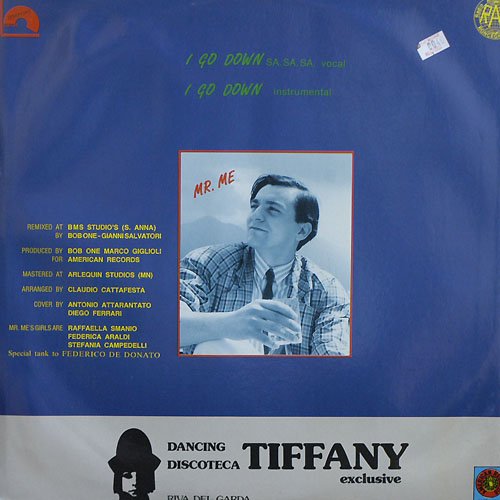 I GO DOWN SA, SA, SA, vocal
I GO DOWN instrumental
MR. ME
REMIXED AT BMS STUDIO'S (S. ANNA)
BY BOB ONE - GIANNI SALVATORI
PRODUCED BY BOB ONE MARCO GIGLIOLI
FOR AMERICAN RECORDS
MASTERED AT ARLEQUIN STUDIOS (MN)
ARRANGED BY CLAUDIO CATTAFESTA
COVER BY ANTONIO ATTARANTATO
DIEGO FERRARI
MR. ME'S GIRLS ARE RAFFAELLA SMANIO
FEDERICA ARALDI
STEFANIA CAMPEDELLI
Special tank to FEDERICO DE DONATO
DANCING
DISCOTECA
TIFFANY
exclusive
RIVA DEL GARDA